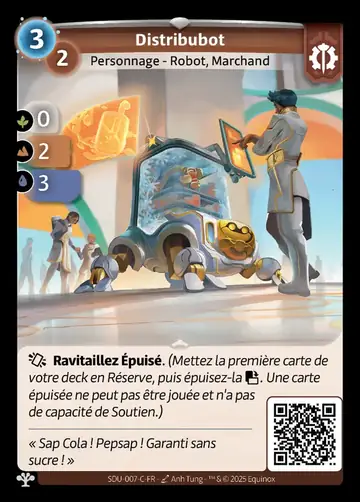 3
Distribubot
2
Personnage - Robot, Marchand
0
2
3
Ravitaillez Épuisé. (Mettez la première carte de
votre deck en Réserve, puis épuisez-la . Une carte
épuisée ne peut pas être jouée et n'a pas
de capacité de Soutien.)
« Sap Cola ! Pepsap ! Garanti sans
sucre ! »
SDU-007-C-FR - Anh Tung - ™ & © 2025 Equinox